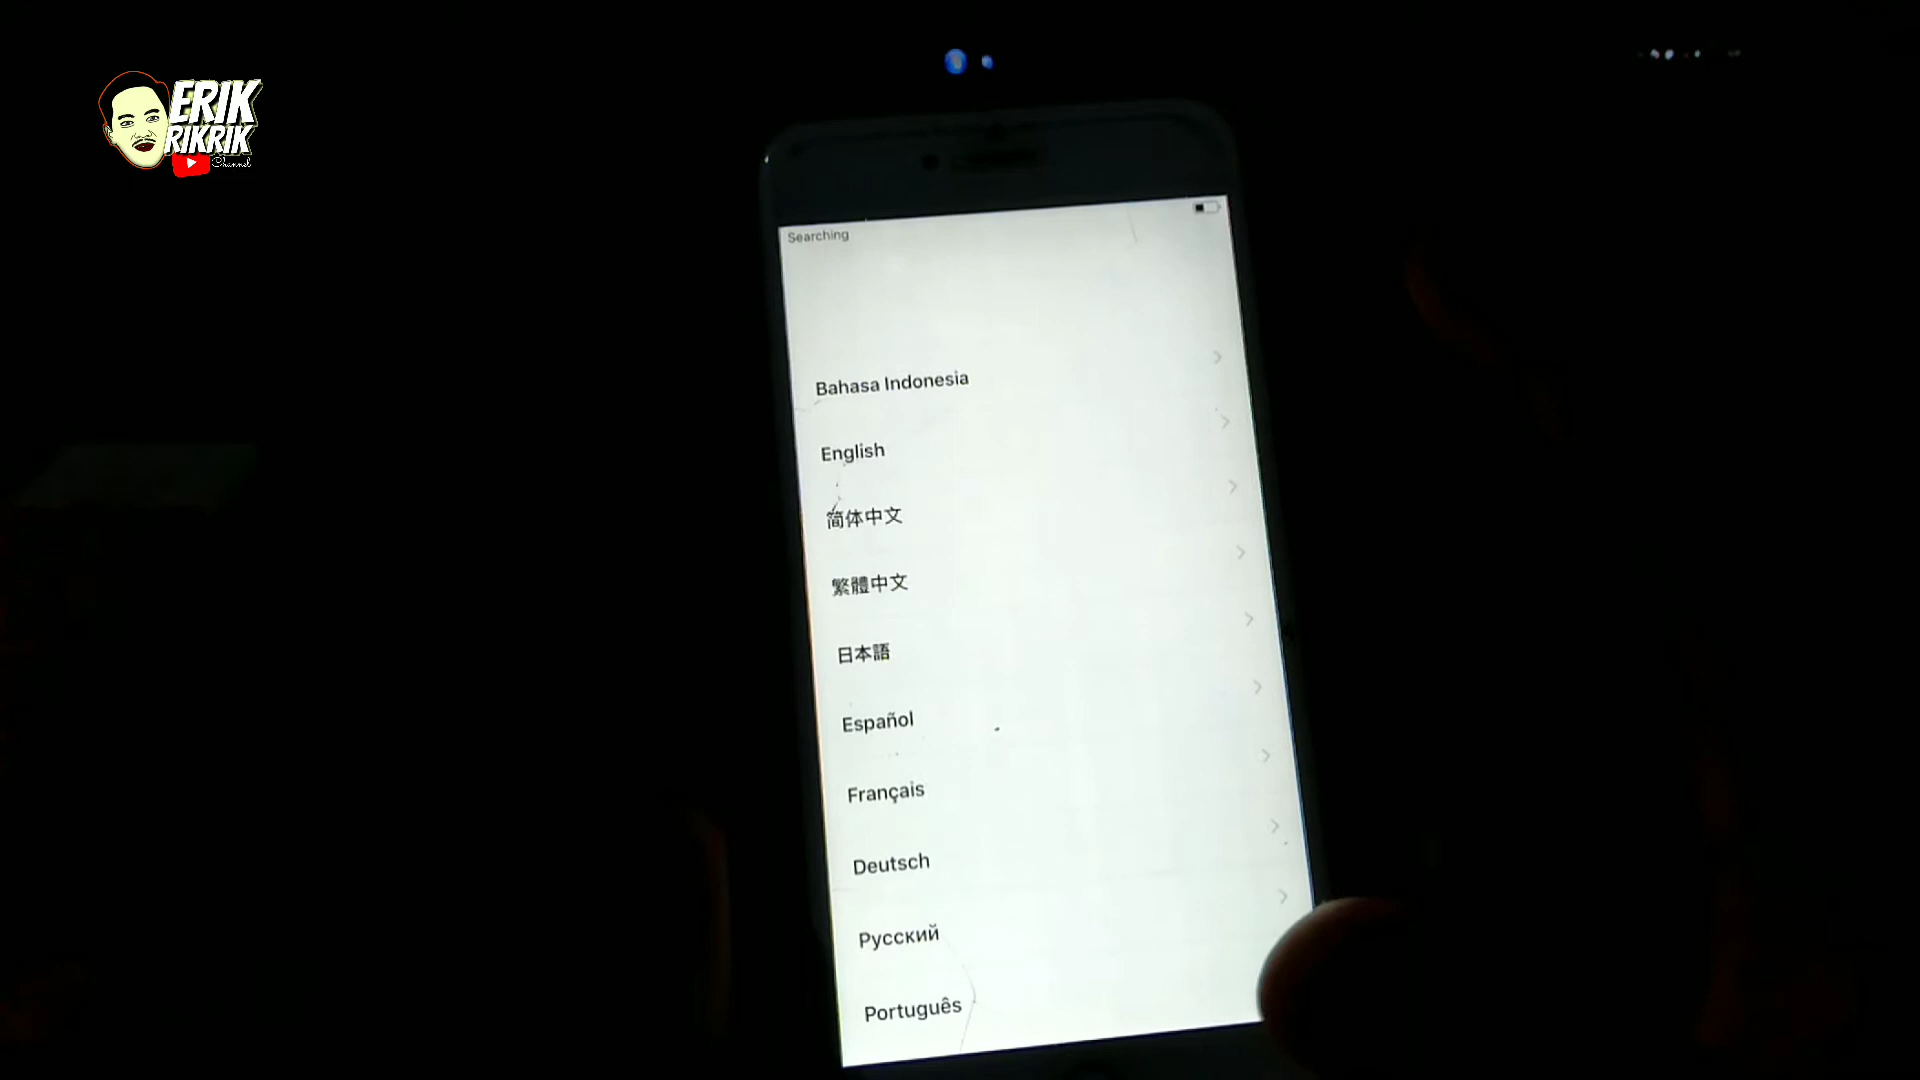 ERIK
RIKRIK
Channel
Searching
Bahasa Indonesia
English
简体中文
繁體中文
日本語
Español
Français
Deutsch
Русский
Português